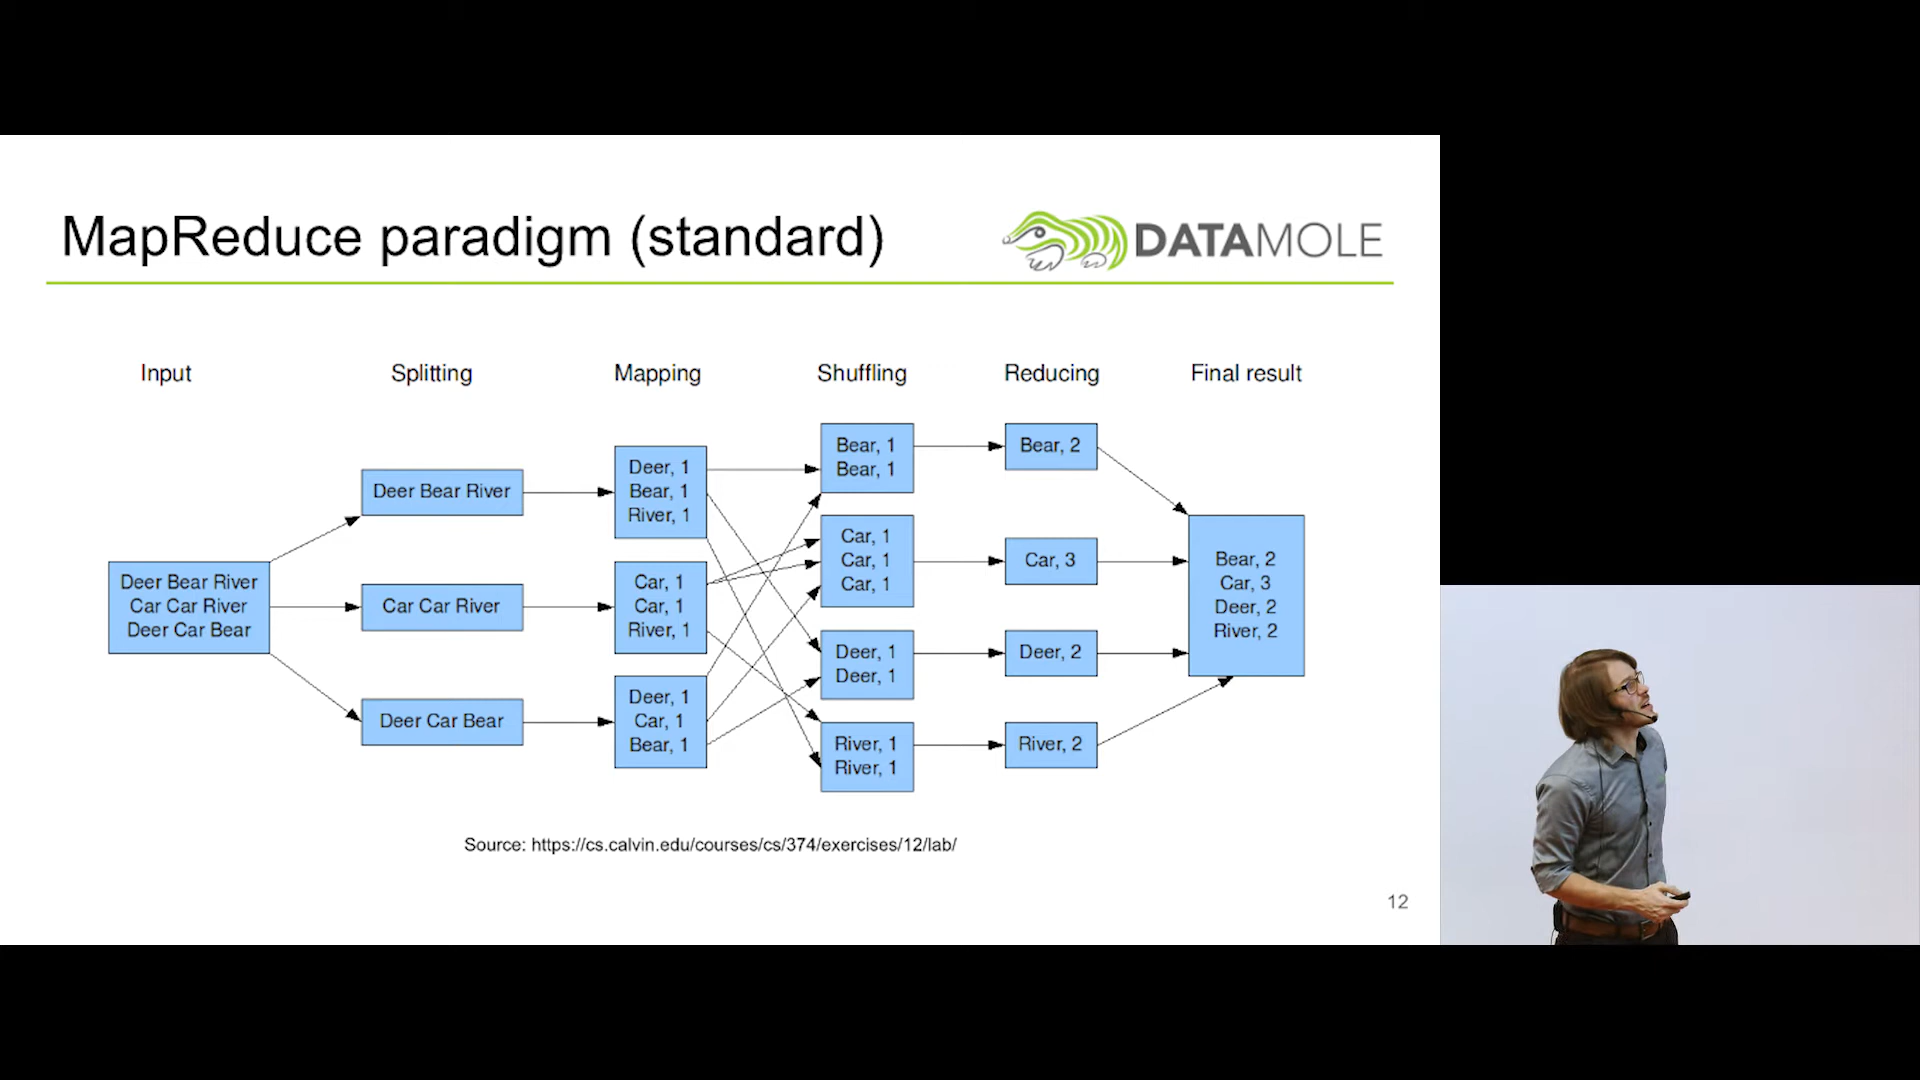 MapReduce paradigm (standard)
DATAMOLE
Input
Splitting
Mapping
Shuffling
Reducing
Final result
Deer Bear River
Car Car River
Deer Car Bear
Deer Bear River
Car Car River
Deer Car Bear
Deer, 1
Bear, 1
River, 1
Car, 1
Car, 1
River, 1
Deer, 1
Car, 1
Bear, 1
Bear, 1
Bear, 1
Car, 1
Car, 1
Car, 1
Deer, 1
Deer, 1
River, 1
River, 1
Bear, 2
Car, 3
Deer, 2
River, 2
Bear, 2
Car, 3
Deer, 2
River, 2
Source: https://cs.calvin.edu/courses/cs/374/exercises/12/lab/
12